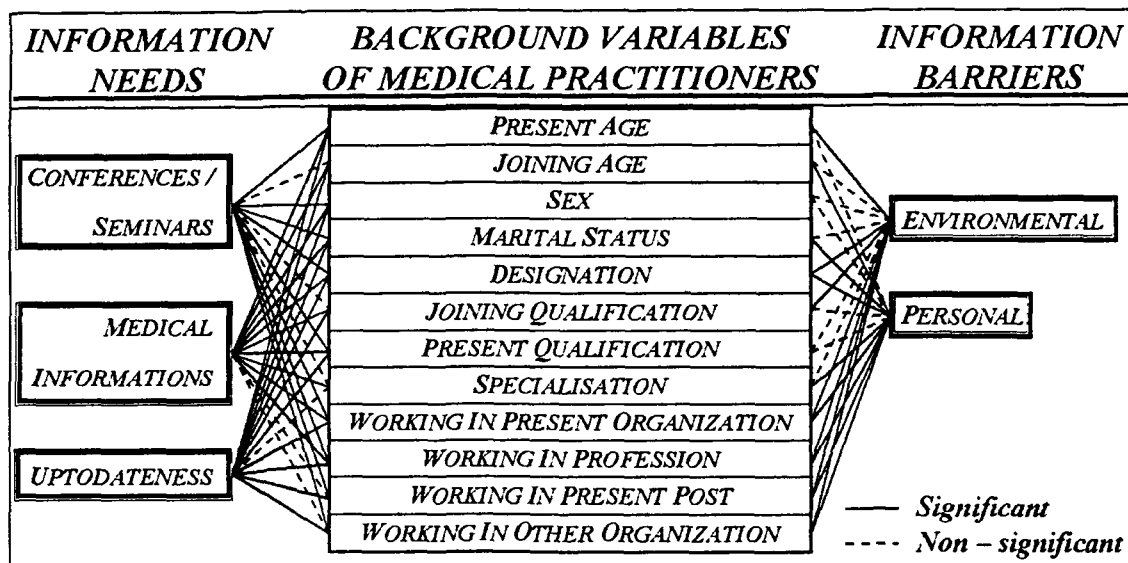 INFORMATION NEEDS
BACKGROUND VARIABLES OF MEDICAL PRACTITIONERS
INFORMATION BARRIERS
CONFERENCES /
SEMINARS
MEDICAL
INFORMATIONS
UPTODATENESS
PRESENT AGE
JOINING AGE
SEX
MARITAL STATUS
DESIGNATION
JOINING QUALIFICATION
PRESENT QUALIFICATION
SPECIALISATION
WORKING IN PRESENT ORGANIZATION
WORKING IN PROFESSION
WORKING IN PRESENT POST
WORKING IN OTHER ORGANIZATION
ENVIRONMENTAL
PERSONAL
Significant
Non – significant